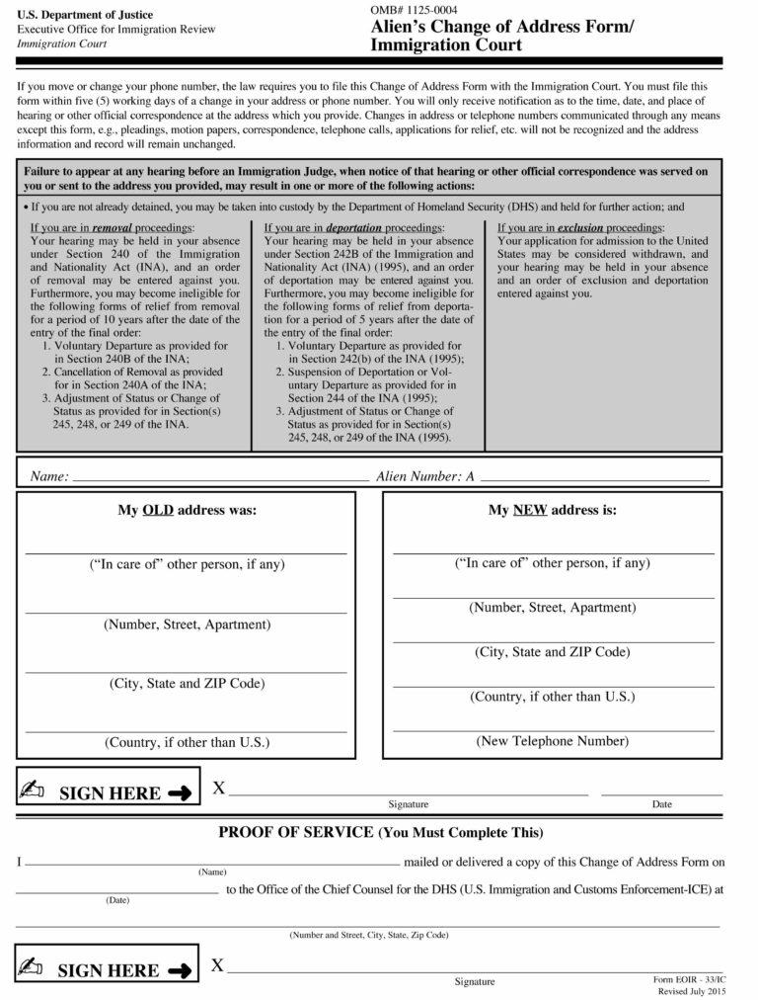 U.S. Department of Justice
Executive Office for Immigration Review
Immigration Court
OMB# 1125-0004
Alien's Change of Address Form/
Immigration Court
If you move or change your phone number, the law requires you to file this Change of Address Form with the Immigration Court. You must file this
form within five (5) working days of a change in your address or phone number. You will only receive notification as to the time, date, and place of
hearing or other official correspondence at the address which you provide. Changes in address or telephone numbers communicated through any means
except this form, e.g., pleadings, motion papers, correspondence, telephone calls, applications for relief, etc. will not be recognized and the address
information and record will remain unchanged.
Failure to appear at any hearing before an Immigration Judge, when notice of that hearing or other official correspondence was served on
you or sent to the address you provided, may result in one or more of the following actions:
• If you are not already detained, you may be taken into custody by the Department of Homeland Security (DHS) and held for further action; and
If you are in removal proceedings:
Your hearing may be held in your absence
under Section 240 of the Immigration
and Nationality Act (INA), and an order
of removal may be entered against you.
Furthermore, you may become ineligible for
the following forms of relief from removal
for a period of 10 years after the date of the
entry of the final order:
1. Voluntary Departure as provided for
in Section 240B of the INA;
2. Cancellation of Removal as provided
for in Section 240A of the INA;
3. Adjustment of Status or Change of
Status as provided for in Section(s)
245, 248, or 249 of the INA.
If you are in deportation proceedings:
Your hearing may be held in your absence
under Section 242B of the Immigration and
Nationality Act (INA) (1995), and an order
of deportation may be entered against you.
Furthermore, you may become ineligible for
the following forms of relief from deporta-
tion for a period of 5 years after the date of
the entry of the final order:
1. Voluntary Departure as provided for
in Section 242(b) of the INA (1995);
2. Suspension of Deportation or Vol-
untary Departure as provided for in
Section 244 of the INA (1995);
3. Adjustment of Status or Change of
Status as provided for in Section(s)
245, 248, or 249 of the INA (1995).
If you are in exclusion proceedings:
Your application for admission to the United
States may be considered withdrawn, and
your hearing may be held in your absence
and an order of exclusion and deportation
entered against you.
Name: Alien Number: A
My OLD address was:
("In care of" other person, if any)
(Number, Street, Apartment)
(City, State and ZIP Code)
(Country, if other than U.S.)
My NEW address is:
("In care of" other person, if any)
(Number, Street, Apartment)
(City, State and ZIP Code)
(Country, if other than U.S.)
(New Telephone Number)
SIGN HERE X
Signature Date
PROOF OF SERVICE (You Must Complete This)
I mailed or delivered a copy of this Change of Address Form on
(Name)
to the Office of the Chief Counsel for the DHS (U.S. Immigration and Customs Enforcement-ICE) at
(Date)
(Number and Street, City, State, Zip Code)
SIGN HERE X
Signature
Form EOIR - 33/IC
Revised July 2015